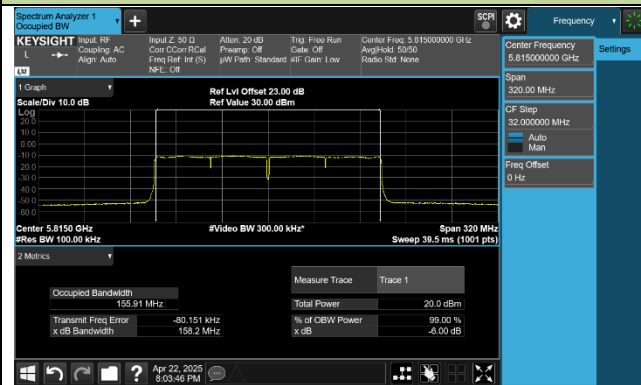 Spectrum Analyzer 1
Occupied BW
SCPI
Frequency
KEYSIGHT
L
LXI
Input: RF
Coupling: AC
Align: Auto
Input Z: 50 Ω
Corr CCorr RCal
Freq Ref: Int (S)
NFE: Off
Atten: 20 dB
Preamp: Off
µW Path: Standard
Trig: Free Run
Gate: Off
#IF Gain: Low
Center Freq: 5.815000000 GHz
Avg|Hold: 50/50
Radio Std: None
Center Frequency
5.815000000 GHz
Settings
Span
320.00 MHz
CF Step
32.000000 MHz
Auto
Man
Freq Offset
0 Hz
1 Graph
Scale/Div 10.0 dB
Ref Lvl Offset 23.00 dB
Ref Value 30.00 dBm
Log
20.0
10.0
0.00
-10.0
-20.0
-30.0
-40.0
-50.0
-60.0
Center 5.8150 GHz
#Res BW 100.00 kHz
#Video BW 300.00 kHz*
Span 320 MHz
Sweep 39.5 ms (1001 pts)
2 Metrics
Measure Trace
Trace 1
Occupied Bandwidth
155.91 MHz
Total Power
20.0 dBm
Transmit Freq Error
-80.151 kHz
% of OBW Power
99.00 %
x dB Bandwidth
158.2 MHz
x dB
-6.00 dB
Apr 22, 2025
8:03:46 PM